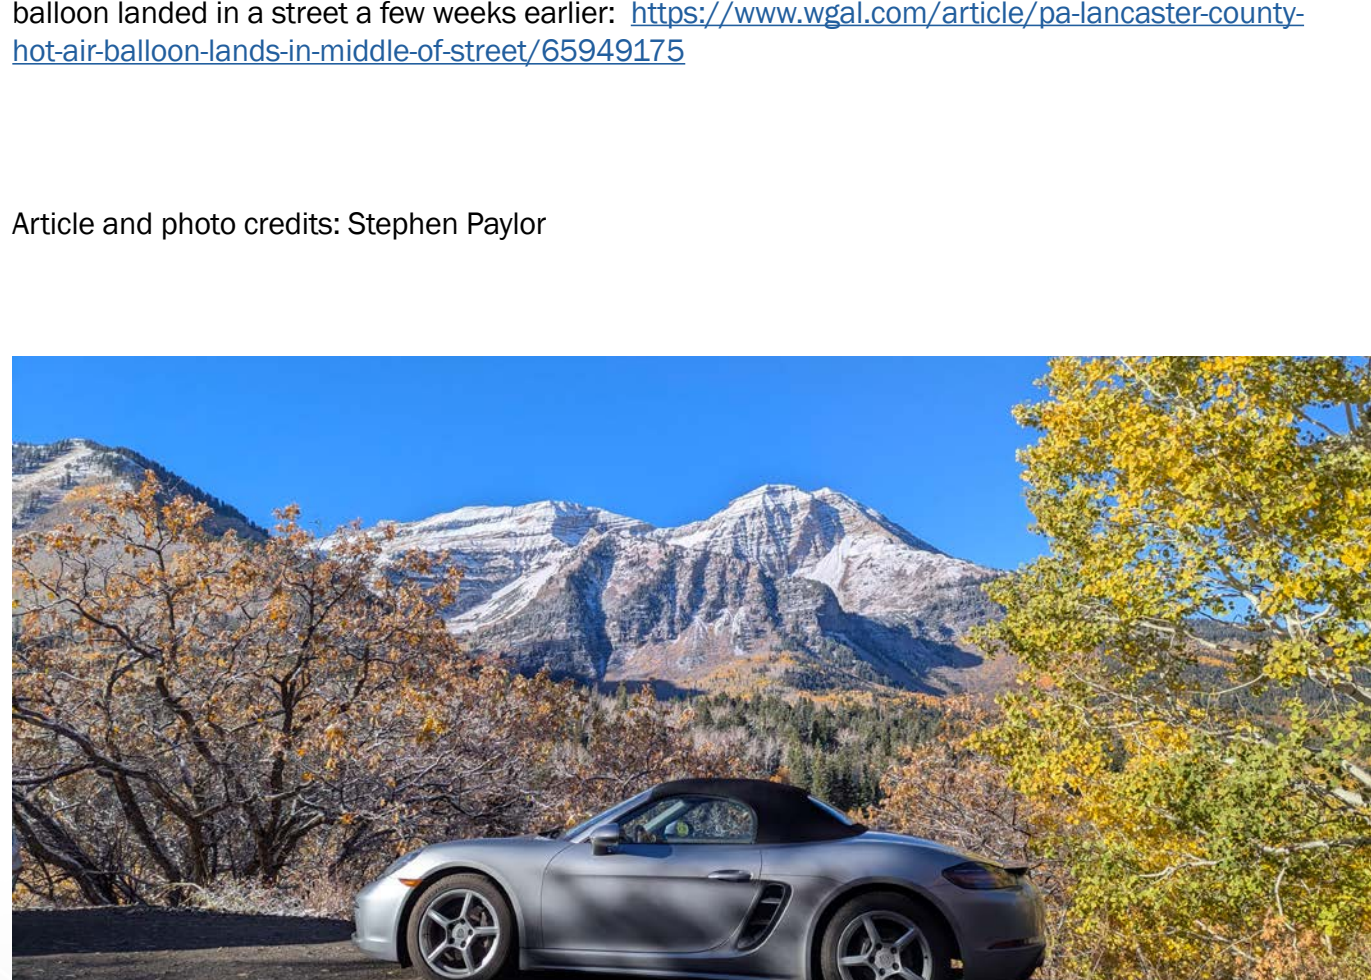 balloon landed in a street a few weeks earlier:  https://www.wgal.com/article/pa-lancaster-county-
hot-air-balloon-lands-in-middle-of-street/65949175
Article and photo credits: Stephen Paylor